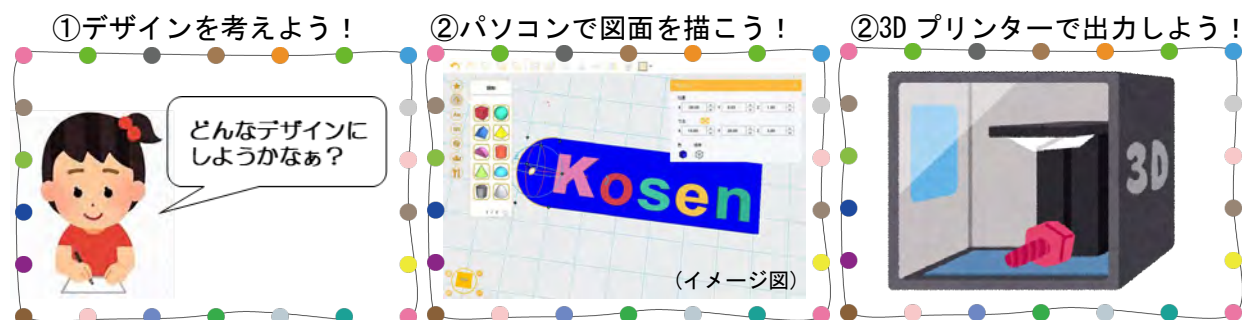 ①デザインを考えよう！
どんなデザインに
しようかなぁ？
②パソコンで図面を描こう！
Kosen
(イメージ図)
②3D プリンターで出力しよう！
3D